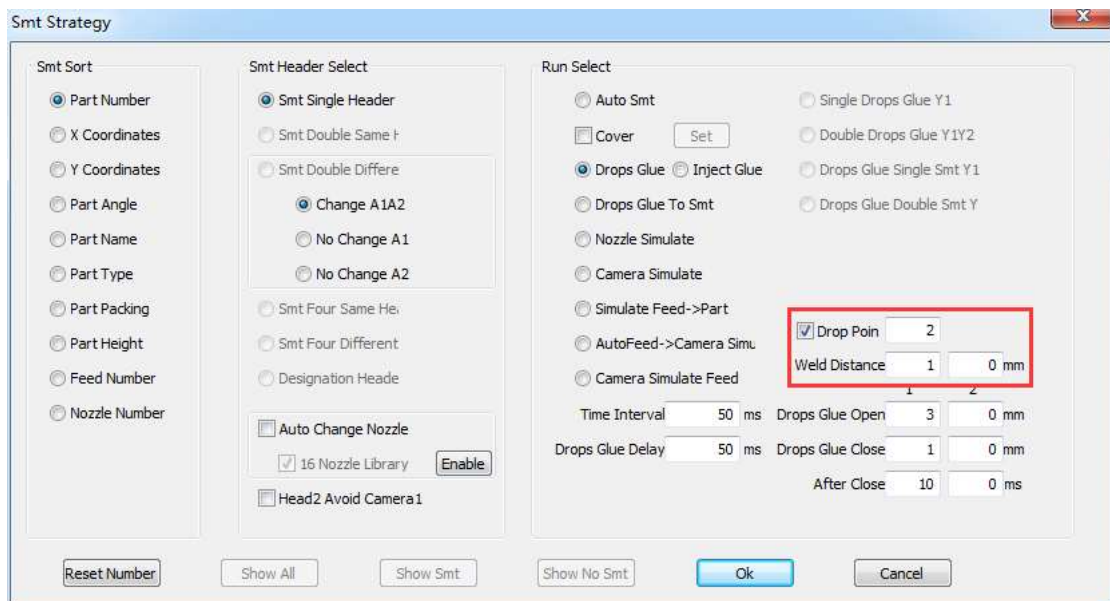 Smt Strategy
Smt Sort
Part Number
X Coordinates
Y Coordinates
Part Angle
Part Name
Part Type
Part Packing
Part Height
Feed Number
Nozzle Number
Smt Header Select
Smt Single Header
Smt Double Same H
Smt Double Differe
Change A1A2
No Change A1
No Change A2
Smt Four Same He
Smt Four Different
Designation Heade
Auto Change Nozzle
16 Nozzle Library Enable
Head2 Avoid Camera1
Run Select
Auto Smt Single Drops Glue Y1
Cover Set Double Drops Glue Y1Y2
Drops Glue Inject Glue Drops Glue Single Smt Y1
Drops Glue To Smt Drops Glue Double Smt Y
Nozzle Simulate
Camera Simulate
Simulate Feed->Part
AutoFeed->Camera Simu
Camera Simulate Feed
Drop Poin 2
Weld Distance 1 0 mm
1 2
Time Interval 50 ms Drops Glue Open 3 0 mm
Drops Glue Delay 50 ms Drops Glue Close 1 0 mm
After Close 10 0 ms
Reset Number Show All Show Smt Show No Smt Ok Cancel